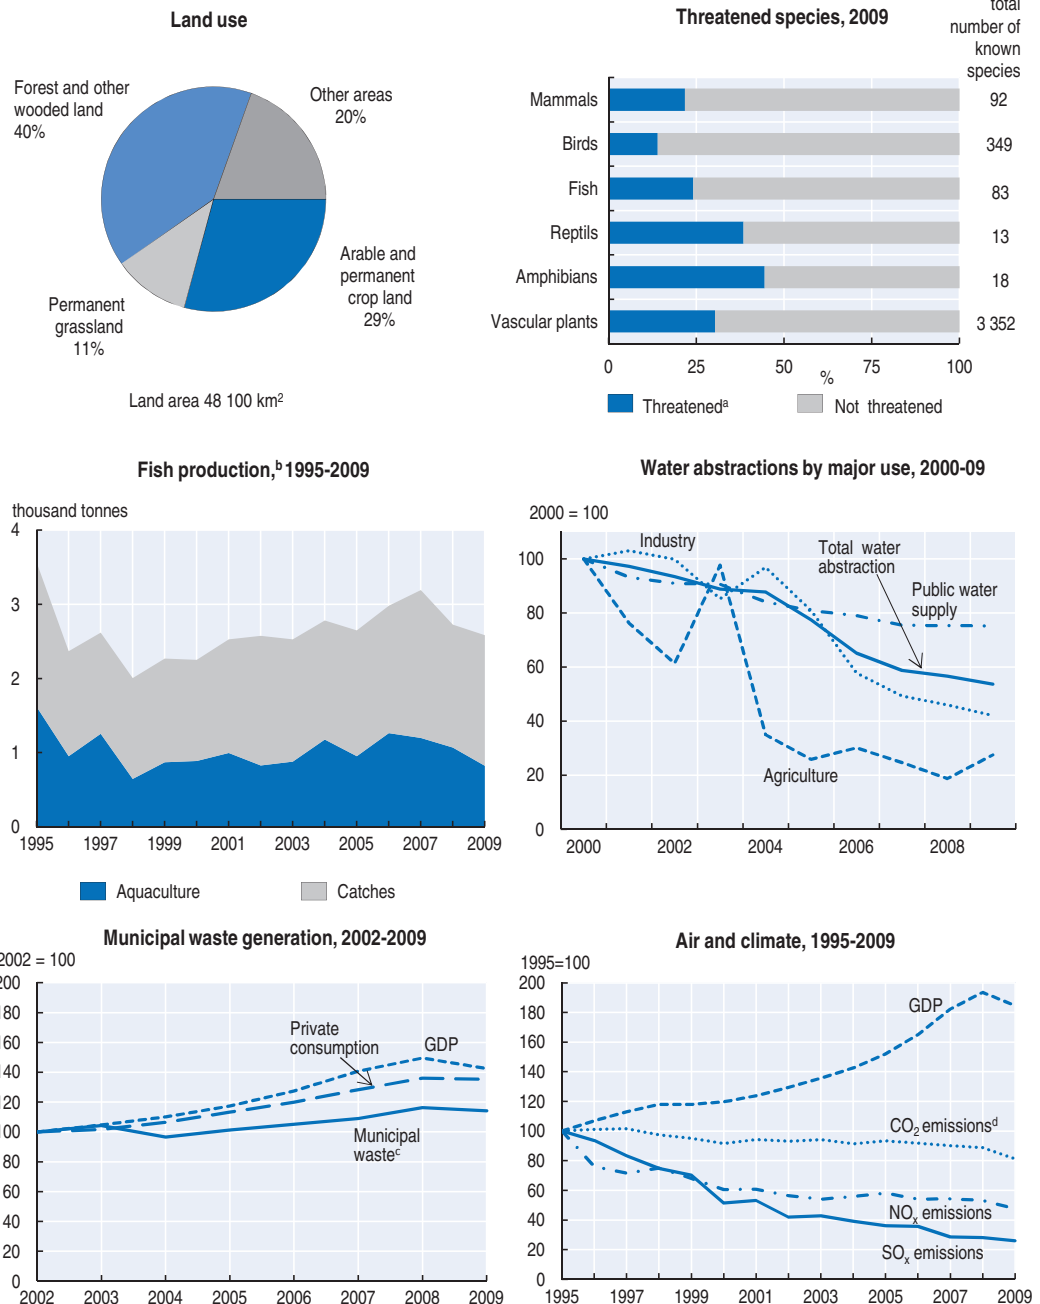 Land use
Forest and other
wooded land
40%
Other areas
20%
Arable and
permanent
crop land
29%
Permanent
grassland
11%
Land area 48 100 km²
Threatened species, 2009
total
number of
known
species
Mammals
92
Birds
349
Fish
83
Reptils
13
Amphibians
18
Vascular plants
3 352
0
25
50
75
100
%
Threatenedᵃ
Not threatened
Fish production,ᵇ 1995-2009
thousand tonnes
4
3
2
1
0
1995
1997
1999
2001
2003
2005
2007
2009
Aquaculture
Catches
Water abstractions by major use, 2000-09
2000 = 100
100
80
60
40
20
0
Industry
Total water
abstraction
Public water
supply
Agriculture
2000
2002
2004
2006
2008
Municipal waste generation, 2002-2009
2002 = 100
200
180
160
140
120
100
80
60
40
20
0
Private
consumption
GDP
Municipal
wasteᶜ
2002
2003
2004
2005
2006
2007
2008
2009
Air and climate, 1995-2009
1995=100
200
180
160
140
120
100
80
60
40
20
0
GDP
CO₂ emissionsᵈ
NOₓ emissions
SOₓ emissions
1995
1997
1999
2001
2003
2005
2007
2009